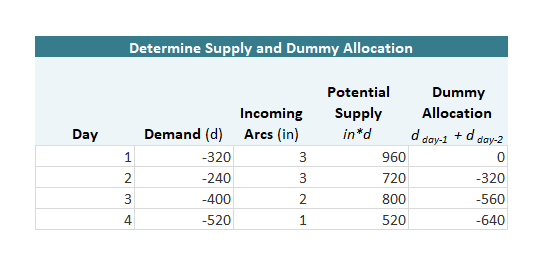 Determine Supply and Dummy Allocation
Day Demand (d) Incoming Arcs (in) Potential Supply in*d Dummy Allocation d day-1 + d day-2
1 -320 3 960 0
2 -240 3 720 -320
3 -400 2 800 -560
4 -520 1 520 -640